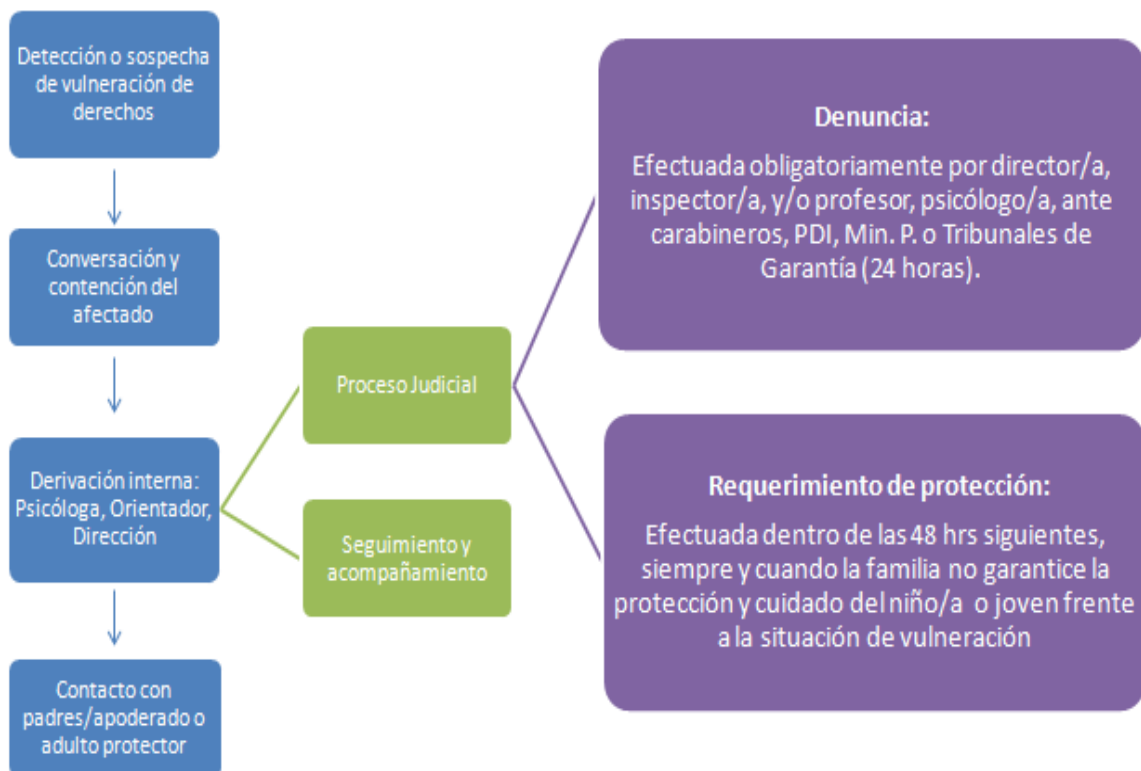 Detección o sospecha
de vulneración de
derechos
Conversación y
contención del
afectado
Derivación interna:
Psicóloga, Orientador,
Dirección
Contacto con
padres/apoderado o
adulto protector
Proceso Judicial
Seguimiento y
acompañamiento
Denuncia:
Efectuada obligatoriamente por director/a,
inspector/a, y/o profesor, psicólogo/a, ante
carabineros, PDI, Min. P. o Tribunales de
Garantía (24 horas).
Requerimiento de protección:
Efectuada dentro de las 48 hrs siguientes,
siempre y cuando la familia no garantice la
protección y cuidado del niño/a o joven frente
a la situación de vulneración